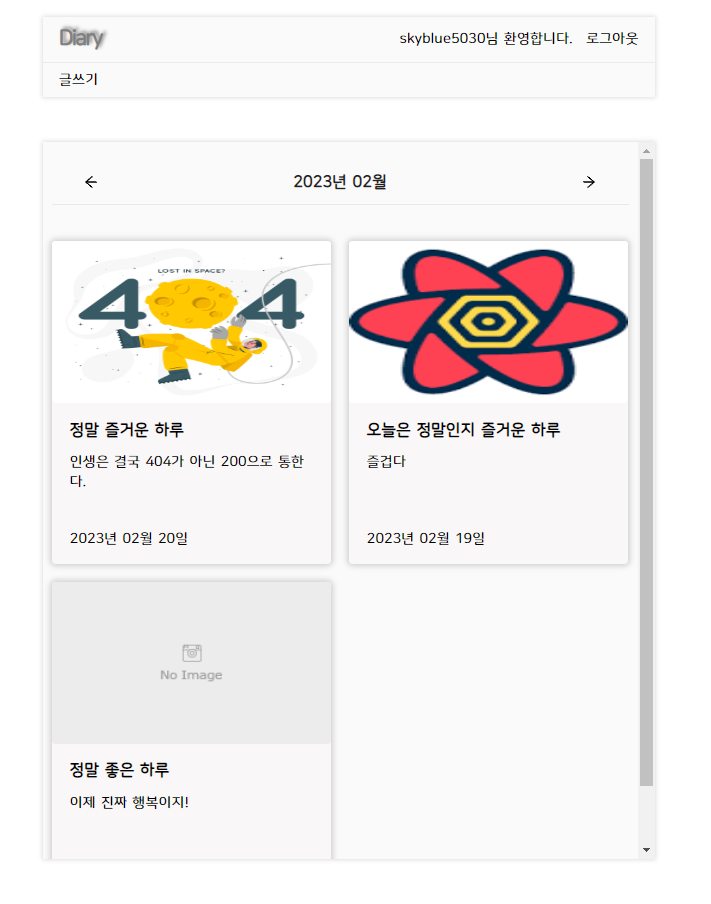 Diary
skyblue5030님 환영합니다. 로그아웃
글쓰기
2023년 02월
LOST IN SPACE?
404
정말 즐거운 하루
인생은 결국 404가 아닌 200으로 통한
다.
2023년 02월 20일
오늘은 정말인지 즐거운 하루
즐겁다
2023년 02월 19일
No Image
정말 좋은 하루
이제 진짜 행복이지!